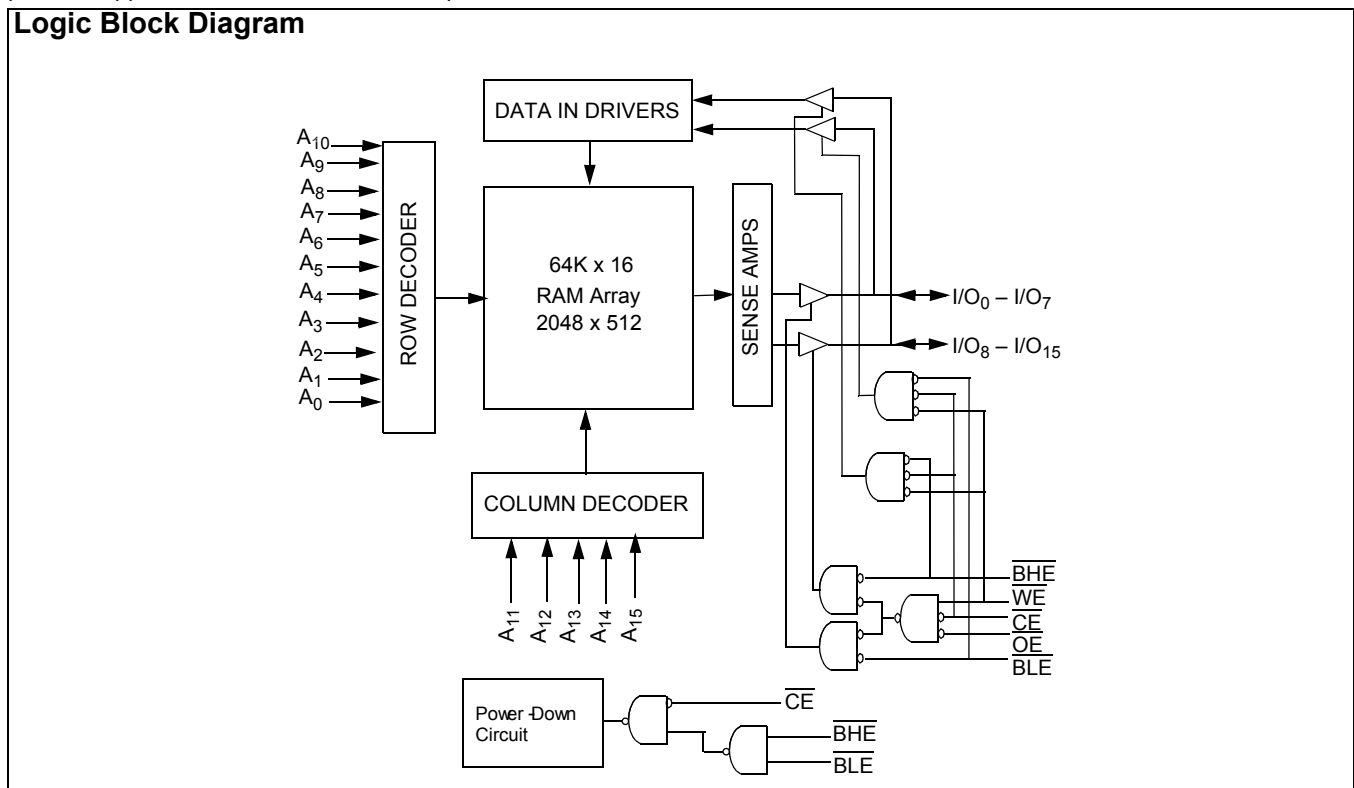 Logic Block Diagram
DATA IN DRIVERS
A10
A9
A8
A7
A6
A5
A4
A3
A2
A1
A0
ROW DECODER
64K x 16
RAM Array
2048 x 512
SENSE AMPS
I/O0 – I/O7
I/O8 – I/O15
COLUMN DECODER
A11
A12
A13
A14
A15
BHE
WE
CE
OE
BLE
Power -Down
Circuit
CE
BHE
BLE